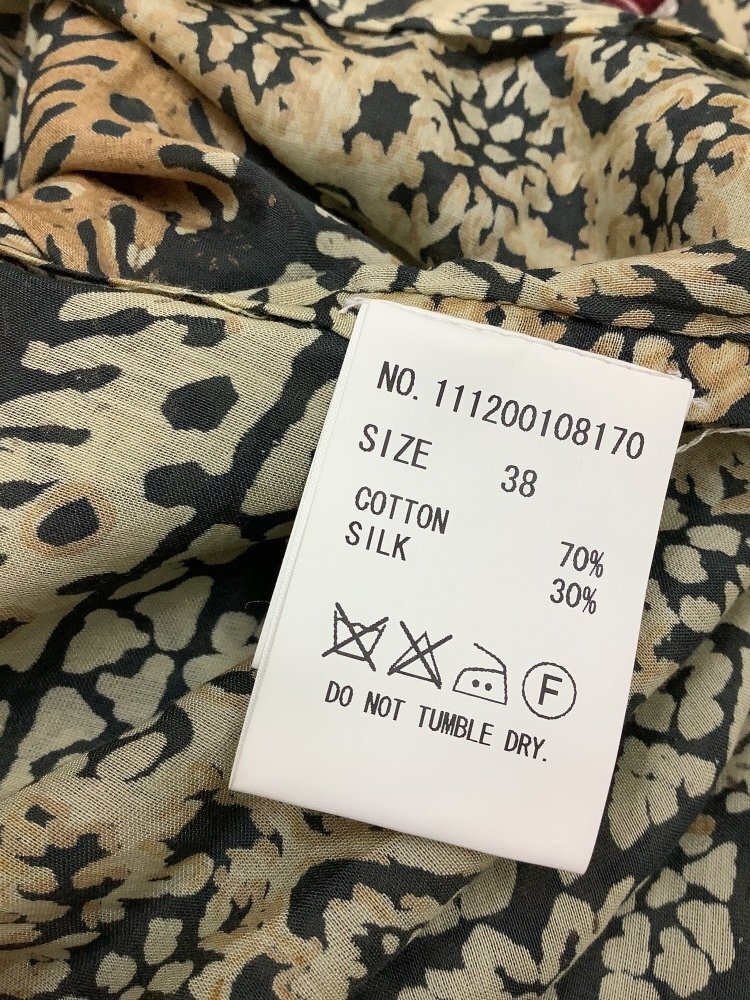 NO. 111200108170
SIZE 38
COTTON 70%
SILK 30%
F
DO NOT TUMBLE DRY.